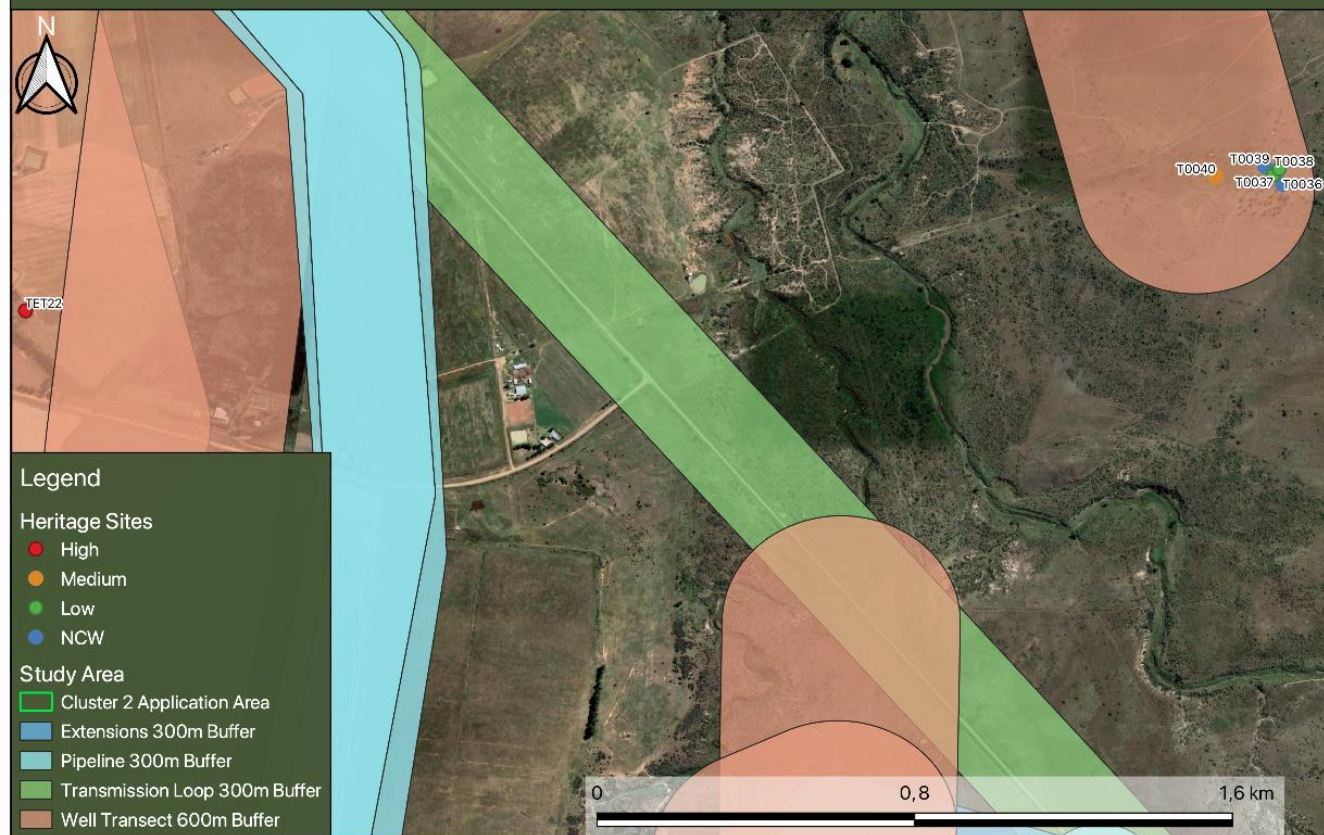 N
T0039
T0038
T0040
T0037
T0036
TET22
Legend
Heritage Sites
High
Medium
Low
NCW
Study Area
Cluster 2 Application Area
Extensions 300m Buffer
Pipeline 300m Buffer
Transmission Loop 300m Buffer
Well Transect 600m Buffer
0 0,8 1,6 km